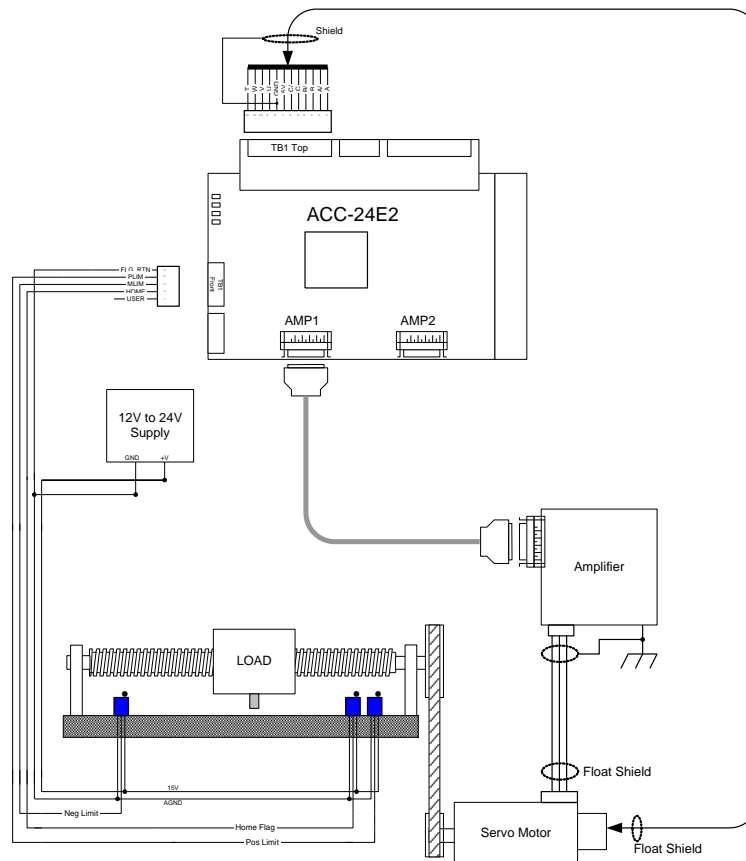 Shield
T
W
V
U
GND
5V
C/
C
B/
B
A/
A
TB1 Top
ACC-24E2
FLG_RTN
PLIM
MLIM
HOME
USER
TB1
Front
AMP1
AMP2
12V to 24V
Supply
GND
+V
Amplifier
LOAD
Float Shield
15V
AGND
Neg Limit
Home Flag
Pos Limit
Servo Motor
Float Shield